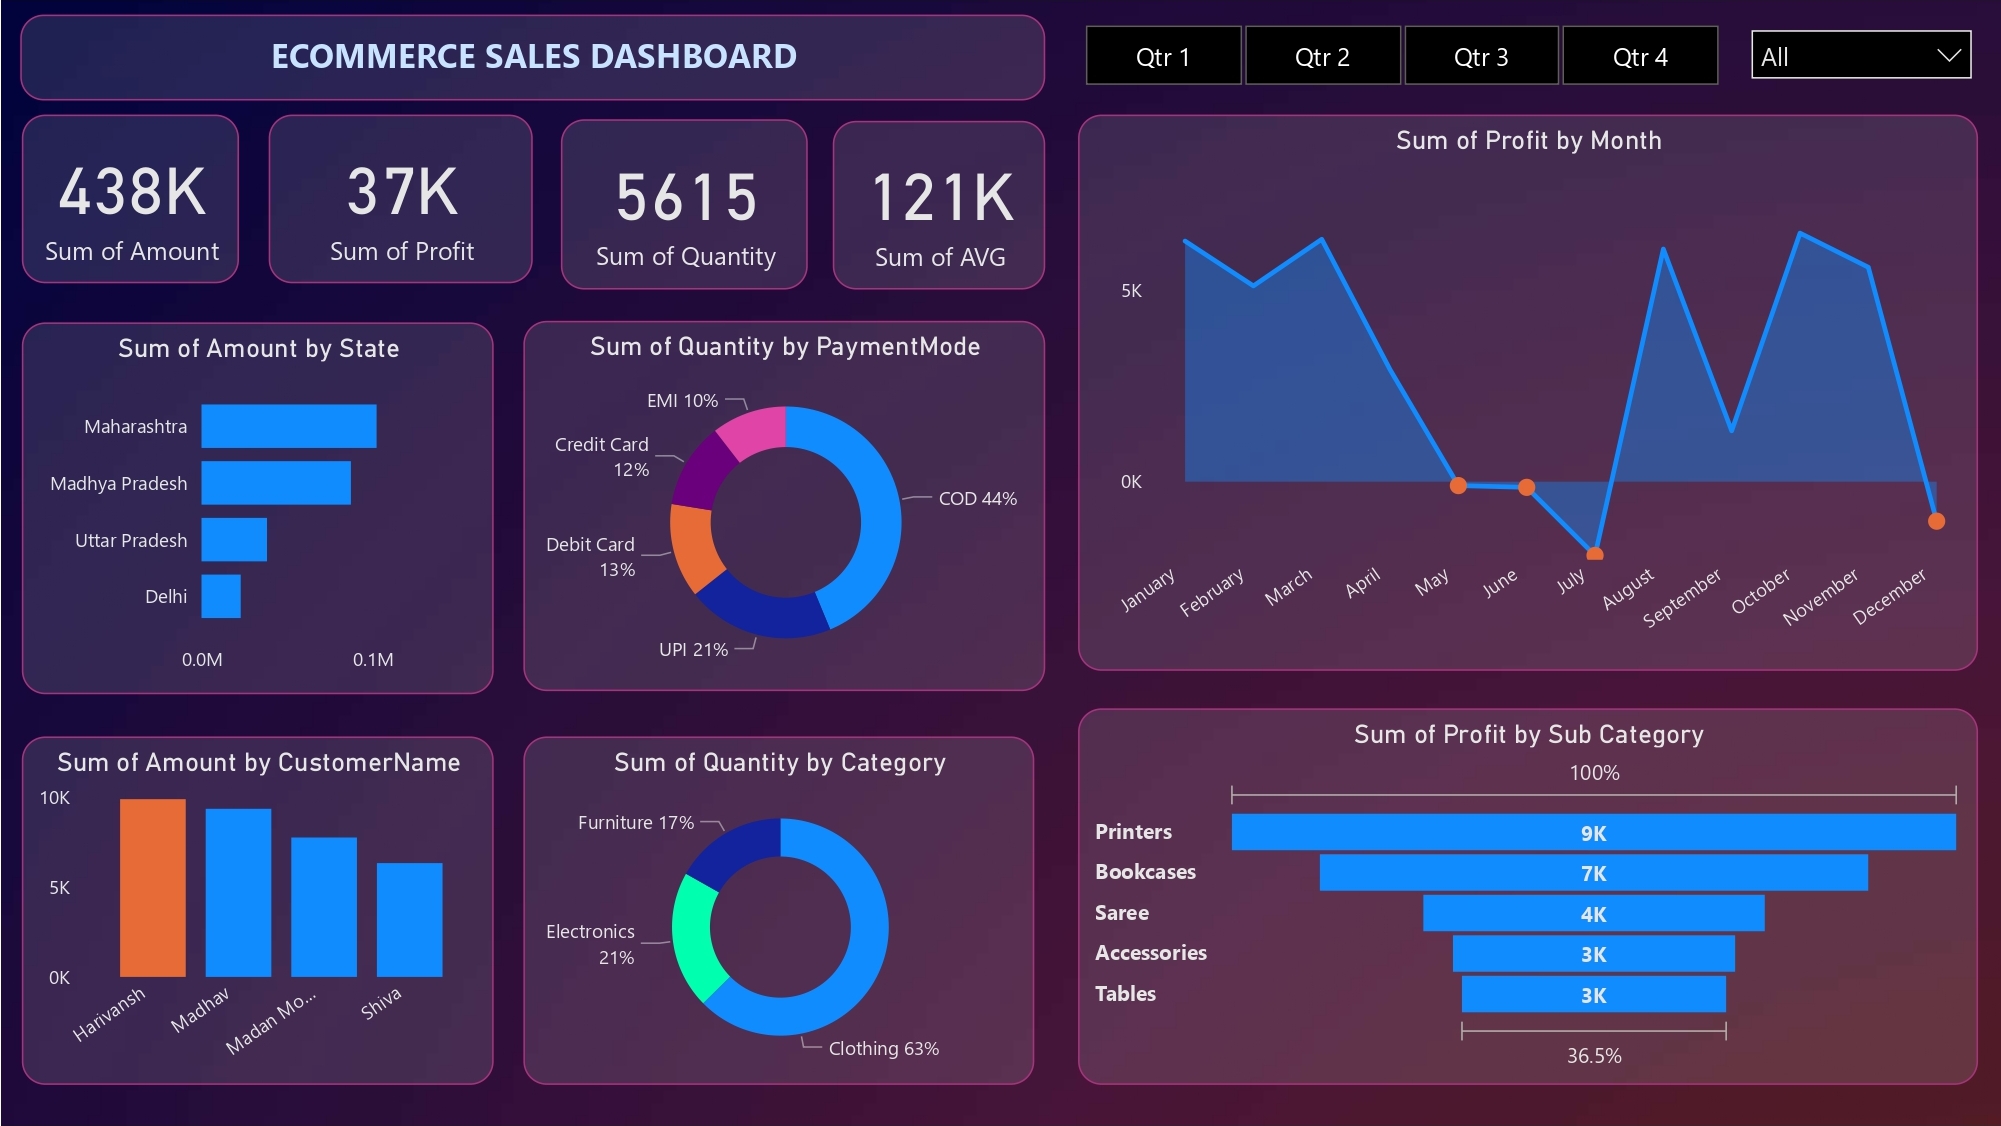 ECOMMERCE SALES DASHBOARD
Qtr 1
Qtr 2
Qtr 3
Qtr 4
All
438K
Sum of Amount
37K
Sum of Profit
5615
Sum of Quantity
121K
Sum of AVG
Sum of Profit by Month
5K
0K
January
February
March
April
May
June
July
August
September
October
November
December
Sum of Amount by State
Maharashtra
Madhya Pradesh
Uttar Pradesh
Delhi
0.0M
0.1M
Sum of Quantity by PaymentMode
EMI 10%
Credit Card
12%
COD 44%
Debit Card
13%
UPI 21%
Sum of Amount by CustomerName
10K
5K
0K
Harivansh
Madhav
Madan Mo...
Shiva
Sum of Quantity by Category
Furniture 17%
Electronics
21%
Clothing 63%
Sum of Profit by Sub Category
100%
Printers
9K
Bookcases
7K
Saree
4K
Accessories
3K
Tables
3K
36.5%